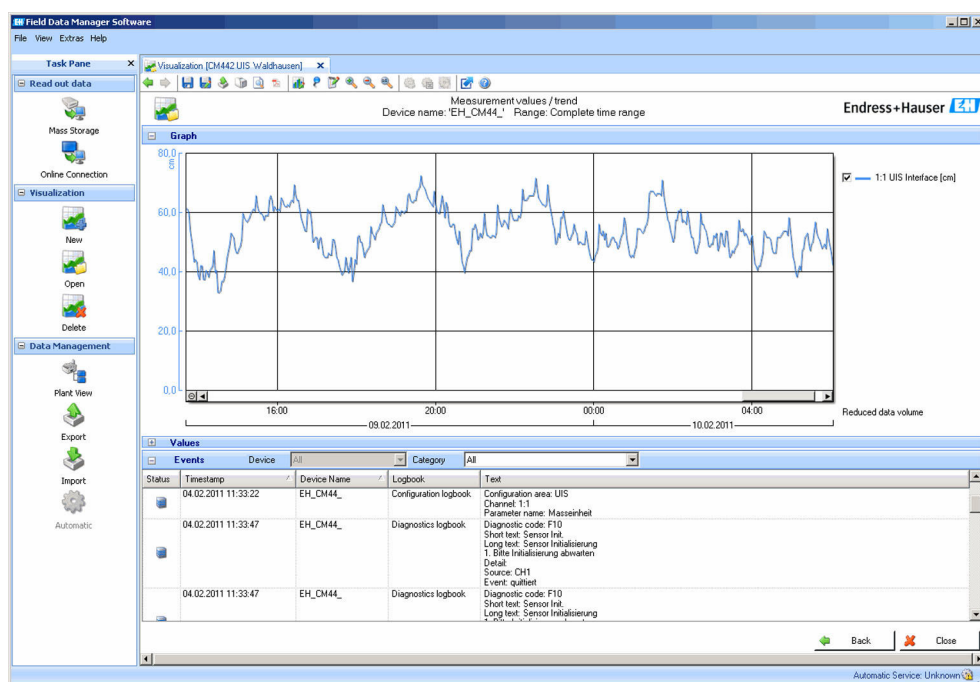 Field Data Manager Software
File View Extras Help
Task Pane
Read out data
Mass Storage
Online Connection
Visualization
New
Open
Delete
Data Management
Plant View
Export
Import
Automatic
Visualization [CM442 UIS Waldhausen]
Measurement values / trend
Device name: 'EH_CM44_' Range: Complete time range
Endress+Hauser EH
Graph
80,0
cm
60,0
40,0
20,0
0,0
16:00 20:00 00:00 04:00
09.02.2011 10.02.2011
1:1 UIS Interface [cm]
Reduced data volume
Values
Events Device All Category All
Status Timestamp Device Name Logbook Text
04.02.2011 11:33:22 EH_CM44_ Configuration logbook Configuration area: UIS
Channel: 1:1
Parameter name: Masseinheit
04.02.2011 11:33:47 EH_CM44_ Diagnostics logbook Diagnostic code: F10
Short text: Sensor Init.
Long text: Sensor Initialisierung
1. Bitte Initialisierung abwarten
Detail:
Source: CH1
Event: quittiert
04.02.2011 11:33:47 EH_CM44_ Diagnostics logbook Diagnostic code: F10
Short text: Sensor Init.
Long text: Sensor Initialisierung
Back Close
Automatic Service: Unknown